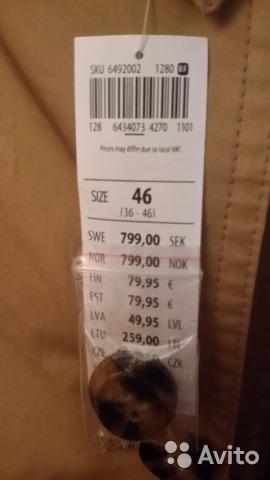 SKU 6492002 1280 RF
128 6434073 4270 1101
Prices may differ due to local VAT
SIZE 46
(36 - 46)
SWE 799,00 SEK
NOR 799,00 NOK
FIN 79,95 €
EST 79,95 €
LVA 49,95 LVL
LTU 259,00 LTL
CZE CZK
Avito